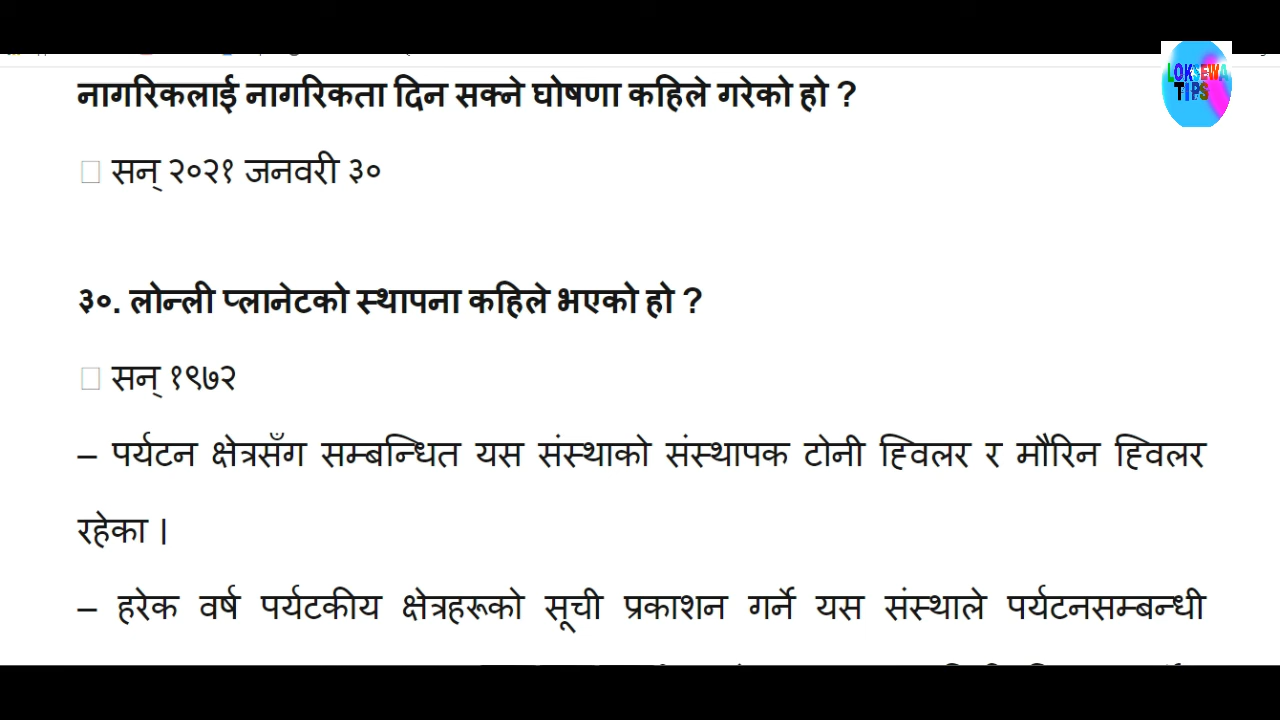 LOKSEWA
TIPS
नागरिकलाई नागरिकता दिन सक्ने घोषणा कहिले गरेको हो ?
सन् २०२१ जनवरी ३०
३०. लोन्ली प्लानेटको स्थापना कहिले भएको हो ?
सन् १९७२
– पर्यटन क्षेत्रसँग सम्बन्धित यस संस्थाको संस्थापक टोनी ह्विलर र मौरिन ह्विलर
रहेका ।
– हरेक वर्ष पर्यटकीय क्षेत्रहरूको सूची प्रकाशन गर्ने यस संस्थाले पर्यटनसम्बन्धी